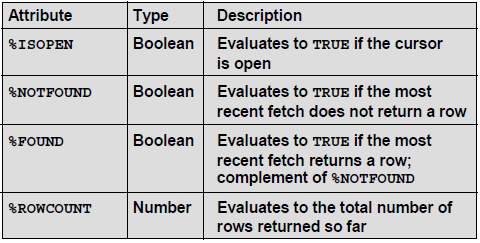 Attribute Type Description
%ISOPEN Boolean Evaluates to TRUE if the cursor
is open
%NOTFOUND Boolean Evaluates to TRUE if the most
recent fetch does not return a row
%FOUND Boolean Evaluates to TRUE if the most
recent fetch returns a row;
complement of %NOTFOUND
%ROWCOUNT Number Evaluates to the total number of
rows returned so far